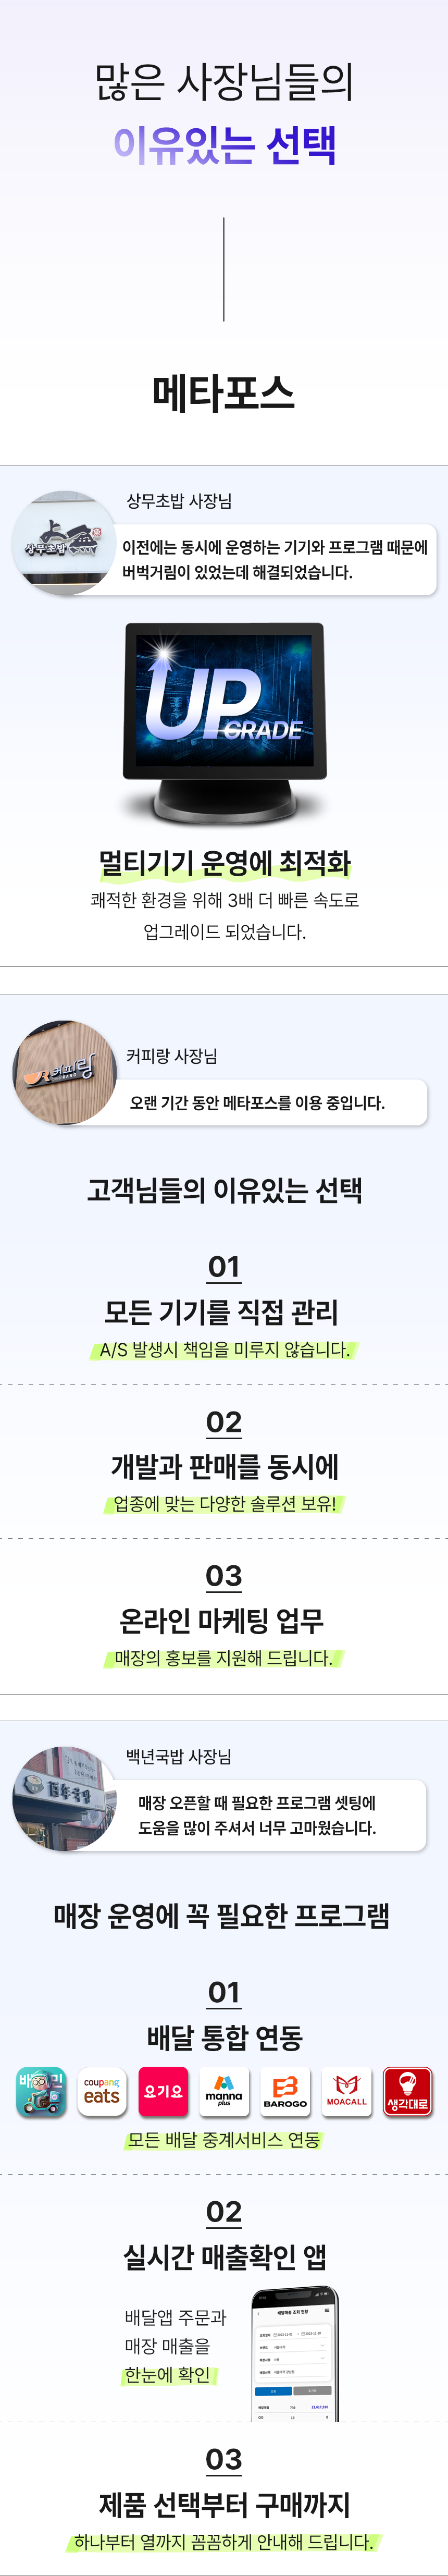 많은 사장님들의
이유있는 선택
메타포스
상무초밥 사장님
상무초밥
이전에는 동시에 운영하는 기기와 프로그램 때문에
버벅거림이 있었는데 해결되었습니다.
UP
GRADE
멀티기기 운영에 최적화
쾌적한 환경을 위해 3배 더 빠른 속도로
업그레이드 되었습니다.
커피랑 사장님
커피랑
오랜 기간 동안 메타포스를 이용 중입니다.
고객님들의 이유있는 선택
01
모든 기기를 직접 관리
A/S 발생시 책임을 미루지 않습니다.
02
개발과 판매를 동시에
업종에 맞는 다양한 솔루션 보유!
03
온라인 마케팅 업무
매장의 홍보를 지원해 드립니다.
백년국밥 사장님
백년국밥
매장 오픈할 때 필요한 프로그램 셋팅에
도움을 많이 주셔서 너무 고마웠습니다.
매장 운영에 꼭 필요한 프로그램
01
배달 통합 연동
coupang
eats
요기요
manna
plus
BAROGO
MOACALL
생각대로
모든 배달 중계서비스 연동
02
실시간 매출확인 앱
배달앱 주문과
매장 매출을
한눈에 확인
배달매출 조회 현황
03
제품 선택부터 구매까지
하나부터 열까지 꼼꼼하게 안내해 드립니다.